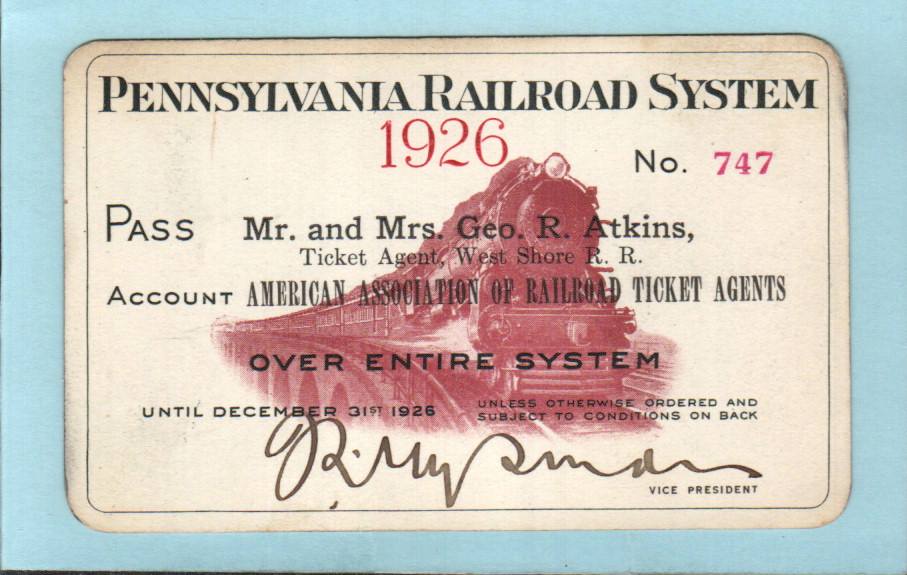 PENNSYLVANIA RAILROAD SYSTEM
1926
No. 747
PASS Mr. and Mrs. Geo. R. Atkins,
Ticket Agent, West Shore R. R.
ACCOUNT AMERICAN ASSOCIATION OF RAILROAD TICKET AGENTS
OVER ENTIRE SYSTEM
UNTIL DECEMBER 31ST 1926
UNLESS OTHERWISE ORDERED AND
SUBJECT TO CONDITIONS ON BACK
VICE PRESIDENT